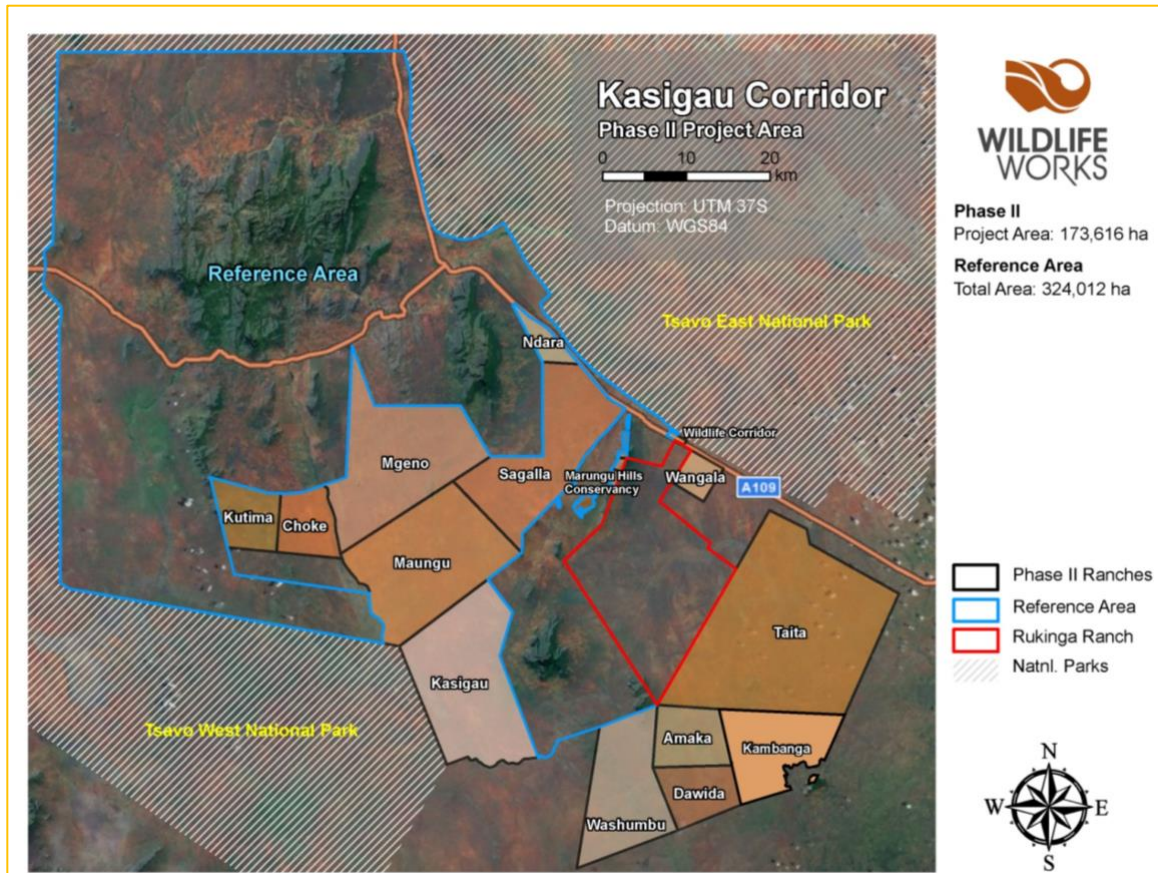 Kasigau Corridor
Phase II Project Area
0 10 20
km
Projection: UTM 37S
Datum: WGS84
WILDLIFE
WORKS
Phase II
Project Area: 173,616 ha
Reference Area
Total Area: 324,012 ha
Reference Area
Tsavo East National Park
Ndara
Wildlife Corridor
Mgeno
Sagalla
Marungu Hills
Conservancy
Wangala
A109
Kutima
Choke
Maungu
Phase II Ranches
Reference Area
Rukinga Ranch
Natnl. Parks
Taita
Kasigau
Tsavo West National Park
Amaka
Kambanga
Dawida
Washumbu
N
W
E
S